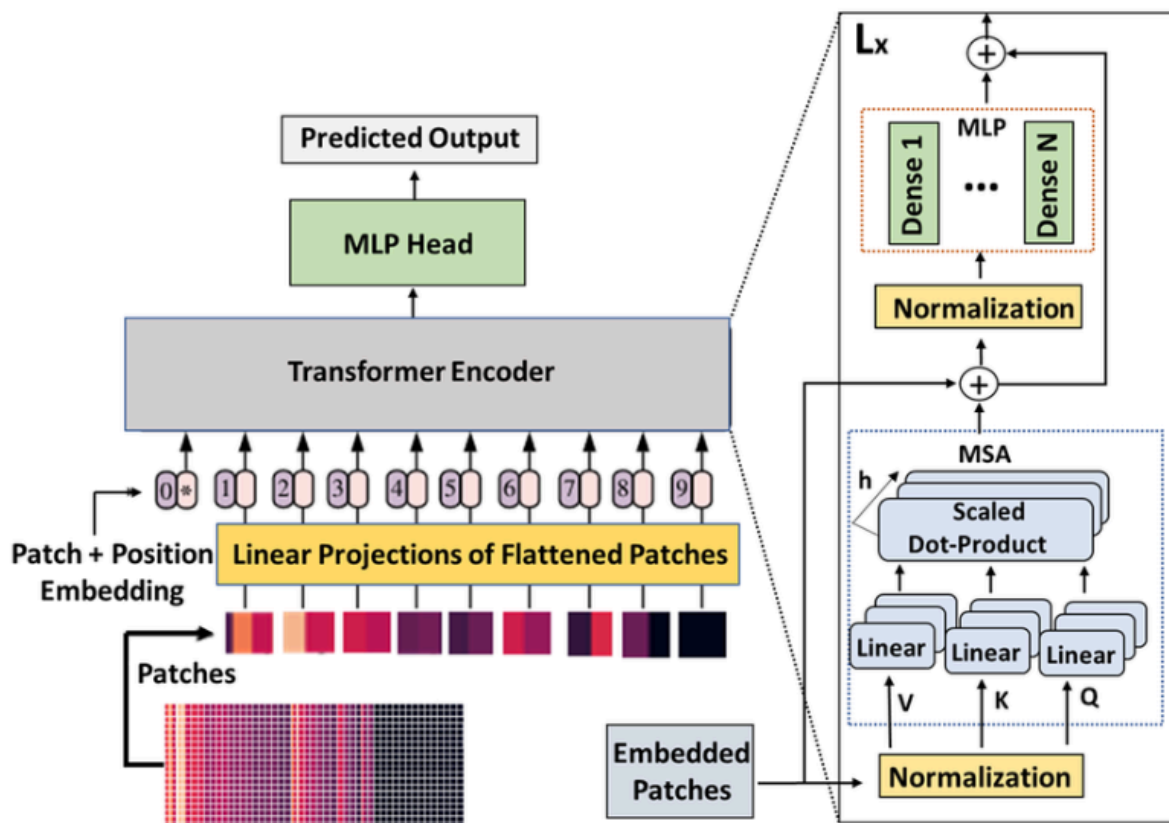 Predicted Output
MLP Head
Transformer Encoder
0 * 1 2 3 4 5 6 7 8 9
Patch + Position
Embedding
Linear Projections of Flattened Patches
Patches
Embedded
Patches
Lx
MLP
Dense 1
...
Dense N
Normalization
MSA
h
Scaled
Dot-Product
Linear
Linear
Linear
V
K
Q
Normalization